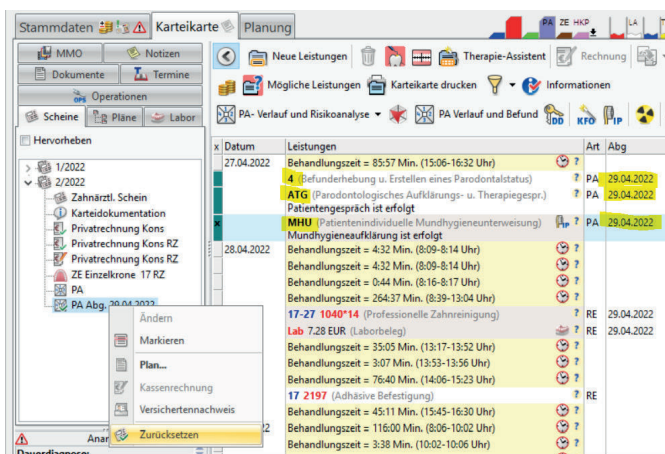 Stammdaten
Karteikarte
Planung
PA ZE HKP
LA
MMO
Notizen
Dokumente
Termine
OPS Operationen
Scheine
Pläne
Labor
Hervorheben
1/2022
2/2022
Zahnärztl. Schein
Karteidokumentation
Privatrechnung Kons
Privatrechnung Kons RZ
Privatrechnung Kons RZ
ZE Einzelkrone 17 RZ
PA
PA Abg. 29.04.2022
Ändern
Markieren
Plan...
Kassenrechnung
Versichertennachweis
Zurücksetzen
Neue Leistungen
Therapie-Assistent
Rechnung
Mögliche Leistungen
Karteikarte drucken
Informationen
PA- Verlauf und Risikoanalyse
PA Verlauf und Befund
KFO
x Datum Leistungen Art Abg
27.04.2022 Behandlungszeit = 85:57 Min. (15:06-16:32 Uhr) ?
4 (Befunderhebung u. Erstellen eines Parodontalstatus) ? PA 29.04.2022
ATG (Parodontologisches Aufklärungs- u. Therapiegespr.) ? PA 29.04.2022
Patientengespräch ist erfolgt
x MHU (Patientenindividuelle Mundhygieneunterweisung) ? PA 29.04.2022
Mundhygieneaufklärung ist erfolgt
28.04.2022 Behandlungszeit = 4:32 Min. (8:09-8:14 Uhr) ?
Behandlungszeit = 4:32 Min. (8:09-8:14 Uhr) ?
Behandlungszeit = 0:44 Min. (8:16-8:17 Uhr) ?
Behandlungszeit = 264:37 Min. (8:39-13:04 Uhr) ?
17-27 1040*14 (Professionelle Zahnreinigung) ? RE 29.04.2022
Lab 7.28 EUR (Laborbeleg) ? RE 29.04.2022
Behandlungszeit = 35:05 Min. (13:17-13:52 Uhr) ?
Behandlungszeit = 3:07 Min. (13:53-13:56 Uhr) ?
Behandlungszeit = 76:40 Min. (14:06-15:23 Uhr) ?
17 2197 (Adhäsive Befestigung) ? RE
Behandlungszeit = 45:11 Min. (15:45-16:30 Uhr) ?
Behandlungszeit = 116:00 Min. (8:06-10:02 Uhr) ?
Behandlungszeit = 3:38 Min. (10:02-10:06 Uhr) ?
Dauerdiagnose: